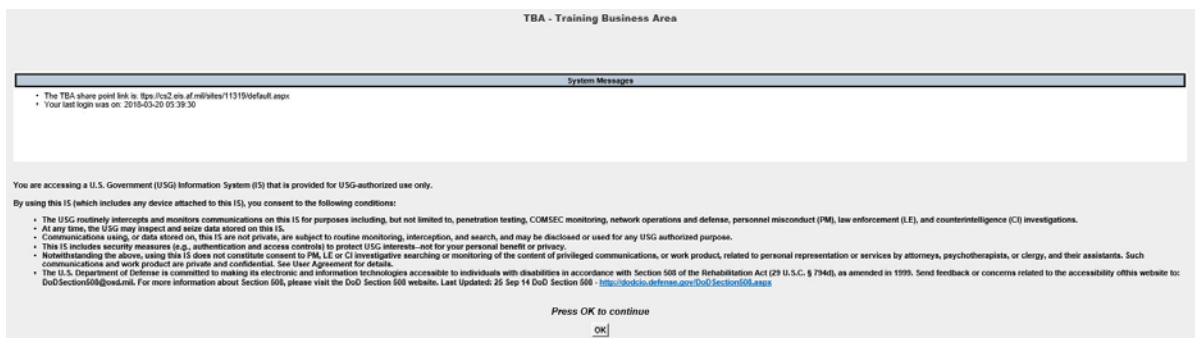 TBA - Training Business Area
System Messages
• The TBA share point link is: ttps://cs2.eis.af.mil/sites/11319/default.aspx
• Your last login was on: 2018-03-20 05:39:30
You are accessing a U.S. Government (USG) Information System (IS) that is provided for USG-authorized use only.
By using this IS (which includes any device attached to this IS), you consent to the following conditions:
• The USG routinely intercepts and monitors communications on this IS for purposes including, but not limited to, penetration testing, COMSEC monitoring, network operations and defense, personnel misconduct (PM), law enforcement (LE), and counterintelligence (CI) investigations.
• At any time, the USG may inspect and seize data stored on this IS.
• Communications using, or data stored on, this IS are not private, are subject to routine monitoring, interception, and search, and may be disclosed or used for any USG authorized purpose.
• This IS includes security measures (e.g., authentication and access controls) to protect USG interests--not for your personal benefit or privacy.
• Notwithstanding the above, using this IS does not constitute consent to PM, LE or CI investigative searching or monitoring of the content of privileged communications, or work product, related to personal representation or services by attorneys, psychotherapists, or clergy, and their assistants. Such
communications and work product are private and confidential. See User Agreement for details.
• The U.S. Department of Defense is committed to making its electronic and information technologies accessible to individuals with disabilities in accordance with Section 508 of the Rehabilitation Act (29 U.S.C. § 794d), as amended in 1999. Send feedback or concerns related to the accessibility ofthis website to:
DoDSection508@osd.mil. For more information about Section 508, please visit the DoD Section 508 website. Last Updated: 25 Sep 14 DoD Section 508 - http://dodcio.defense.gov/DoDSection508.aspx
Press OK to continue
OK